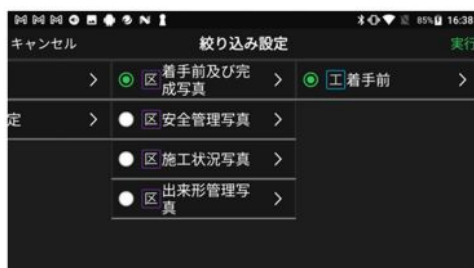 85% 16:38
キャンセル 絞り込み設定 実行
区 着手前及び完
成写真
工 着手前
定
区 安全管理写真
区 施工状況写真
区 出来形管理写
真